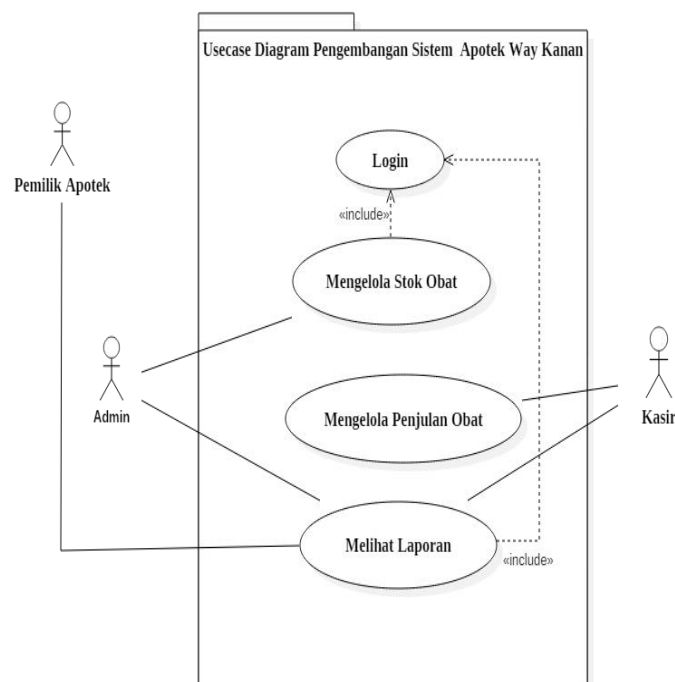 Usecase Diagram Pengembangan Sistem Apotek Way Kanan
Login
Pemilik Apotek
«include»
Mengelola Stok Obat
Admin
Mengelola Penjulan Obat
Kasir
Melihat Laporan
«include»